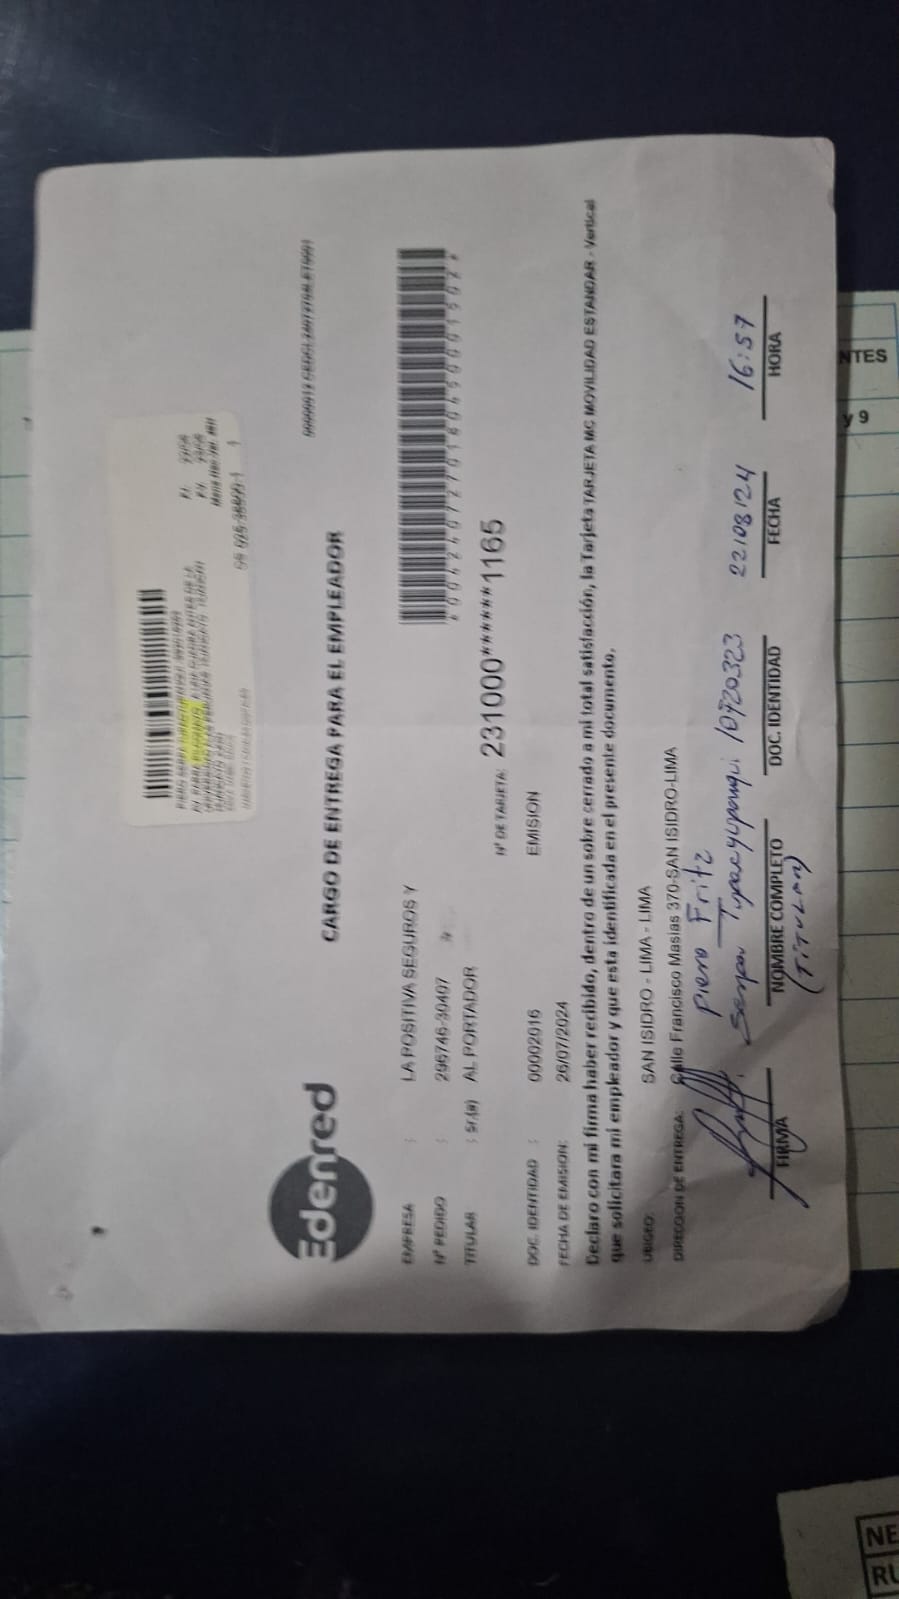 Edenred
CARGO DE ENTREGA PARA EL EMPLEADOR
EMPRESA : LA POSITIVA SEGUROS Y
Nº PEDIDO : 296746-30407
TITULAR : Sr.(a) AL PORTADOR
Nº DE TARJETA: 231000*******1165
DOC. IDENTIDAD : 00002016 EMISION
FECHA DE EMISION: 26/07/2024
Declaro con mi firma haber recibido, dentro de un sobre cerrado a mi total satisfacción, la Tarjeta TARJETA MC MOVILIDAD ESTANDAR - Vertical
que solicitara mi empleador y que esta identificada en el presente documento.
UBIGEO: SAN ISIDRO - LIMA - LIMA
DIRECCION DE ENTREGA: Calle Francisco Masias 370-SAN ISIDRO-LIMA
Piero Fritz
Tupacyupanqui 10720323 22/08/24 16:57
FIRMA NOMBRE COMPLETO DOC. IDENTIDAD FECHA HORA
(TITULAR)
NTES
y 9
NE
RU